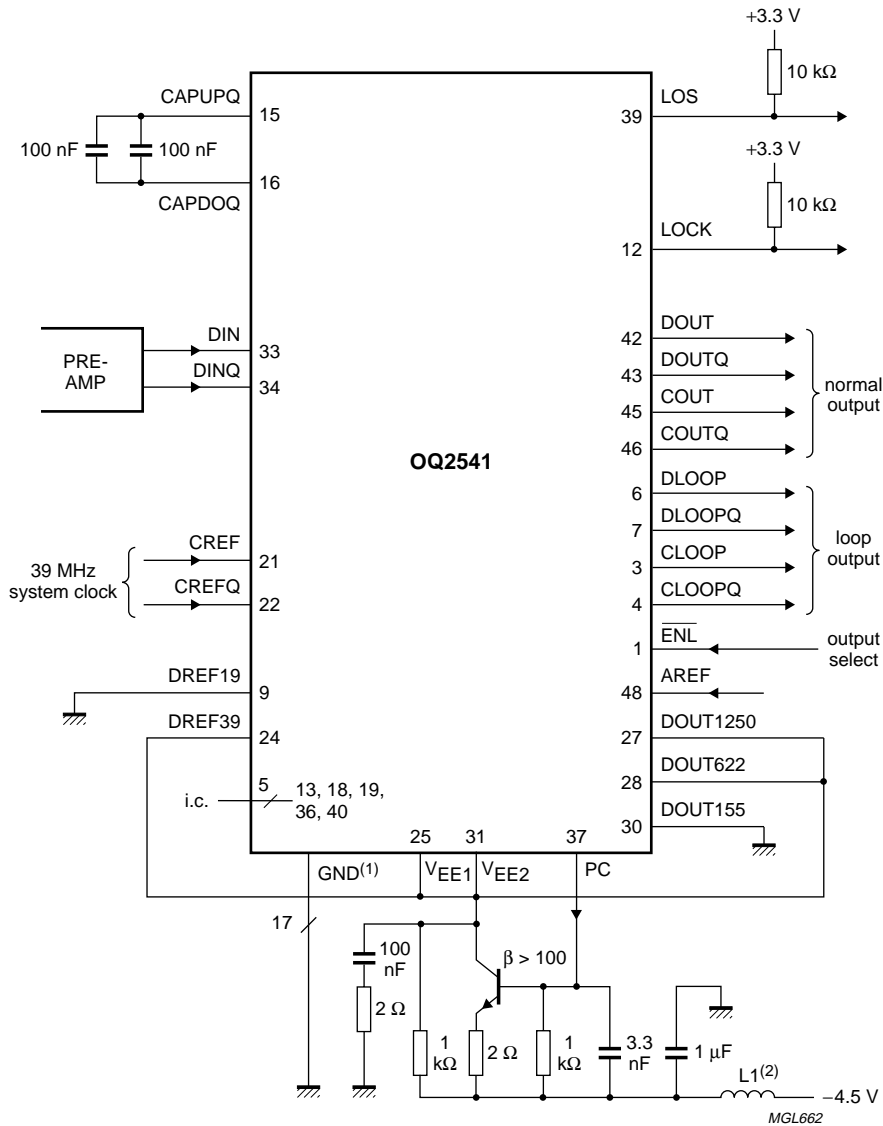 +3.3 V
10 kΩ
CAPUPQ
LOS
15
39
100 nF
100 nF
+3.3 V
16
CAPDOQ
10 kΩ
LOCK
12
DIN
DOUT
33
42
PRE-
AMP
DINQ
DOUTQ
34
43
normal
output
COUT
45
COUTQ
46
OQ2541
DLOOP
6
DLOOPQ
7
CREF
loop
output
21
CLOOP
39 MHz
system clock
3
CREFQ
CLOOPQ
22
4
ENL
output
select
1
DREF19
AREF
9
48
DREF39
DOUT1250
24
27
5
DOUT622
i.c.
13, 18, 19,
36, 40
28
DOUT155
30
25
31
37
GND(1)
VEE1
VEE2
PC
17
100
nF
β > 100
2 Ω
1
kΩ
2 Ω
1
kΩ
3.3
nF
1 μF
L1(2)
−4.5 V
MGL662